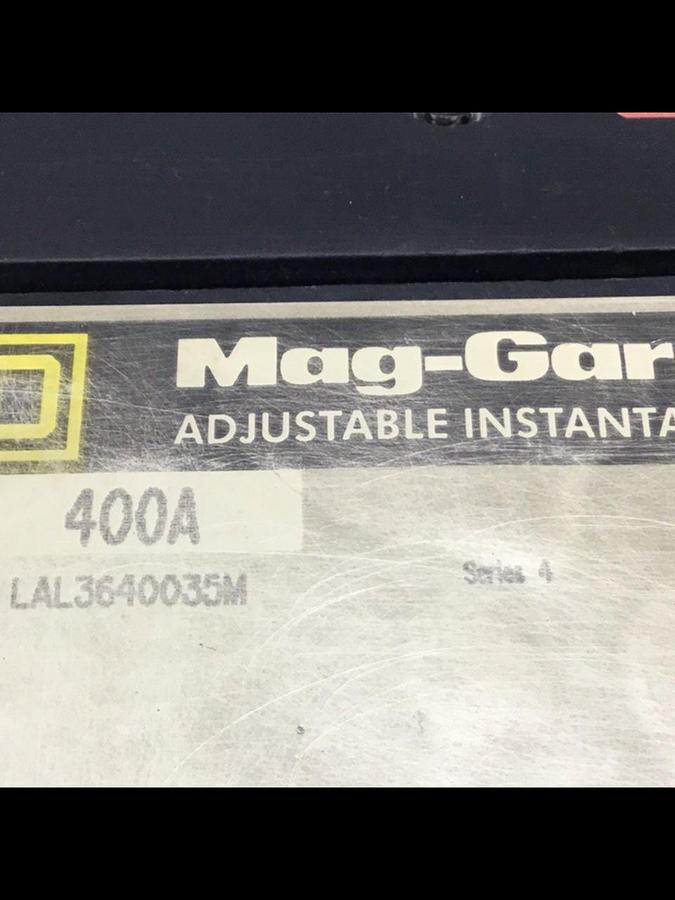 Mag-Gar
ADJUSTABLE INSTANTA
400A
LAL3640035M
Series 4